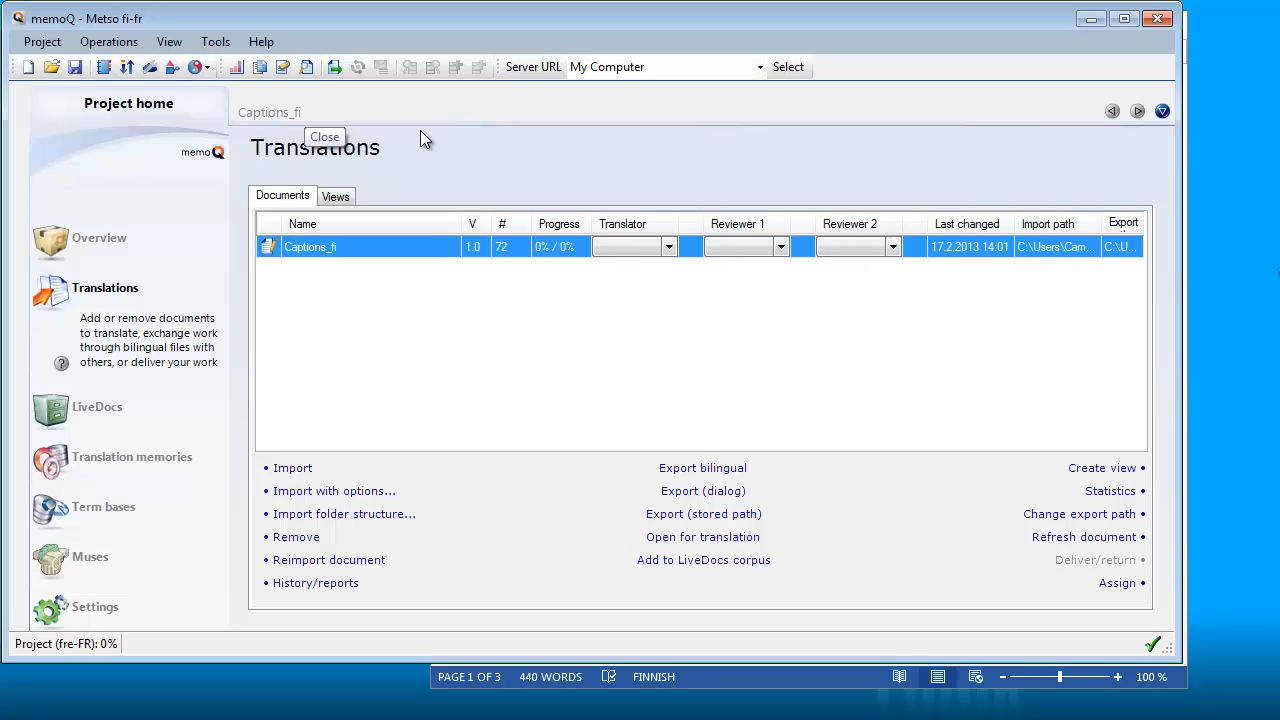 memoQ - Metso fi-fr
Project Operations View Tools Help
Server URL My Computer Select
Project home
Captions_fi
Close
Translations
memoQ
Documents Views
Name V # Progress Translator Reviewer 1 Reviewer 2 Last changed Import path Export
Captions_fi 1.0 72 0% / 0% 17.2.2013 14:01 C:\Users\Cam... C:\U...
Overview
Translations
Add or remove documents
to translate, exchange work
through bilingual files with
others, or deliver your work
LiveDocs
Translation memories
Term bases
Muses
Settings
• Import Export bilingual Create view •
• Import with options... Export (dialog) Statistics •
• Import folder structure... Export (stored path) Change export path •
• Remove Open for translation Refresh document •
• Reimport document Add to LiveDocs corpus Deliver/return •
• History/reports Assign •
Project (fre-FR): 0%
PAGE 1 OF 3 440 WORDS FINNISH 100 %